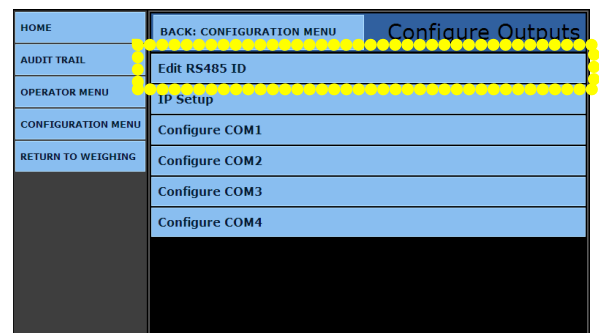 HOME
AUDIT TRAIL
OPERATOR MENU
CONFIGURATION MENU
RETURN TO WEIGHING
BACK: CONFIGURATION MENU
Configure Outputs
Edit RS485 ID
IP Setup
Configure COM1
Configure COM2
Configure COM3
Configure COM4